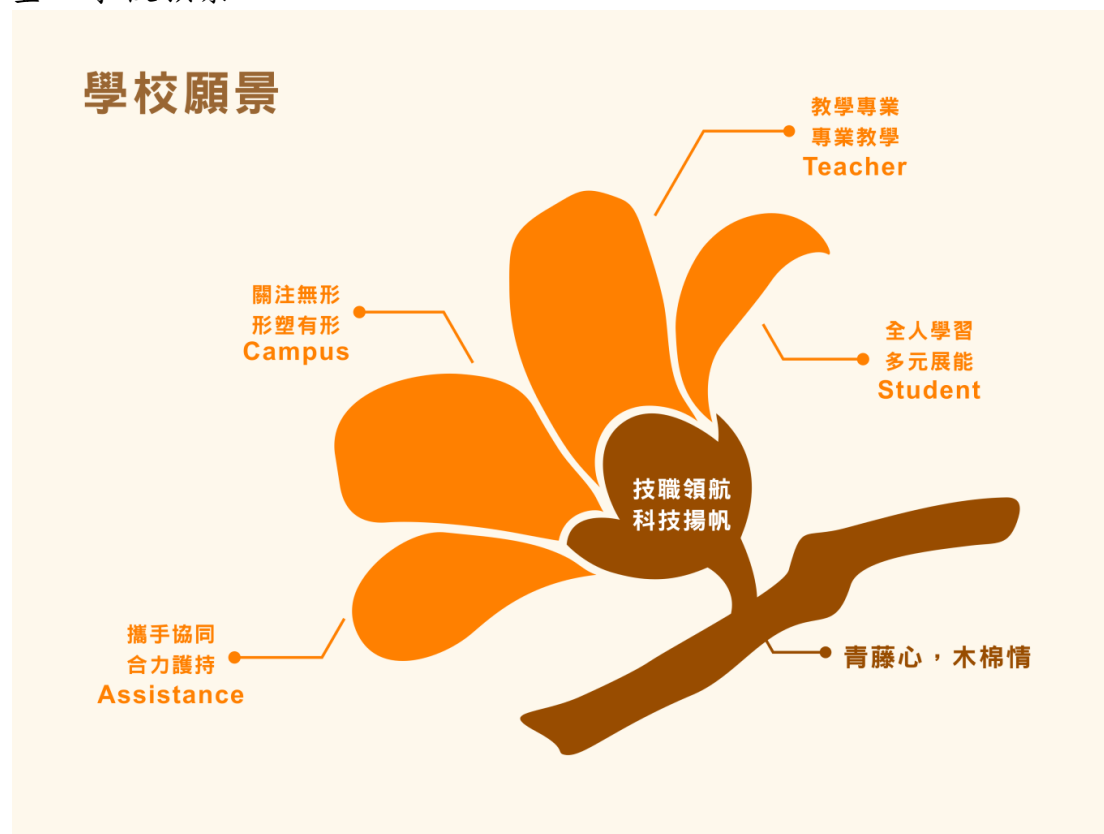 學校願景
教學專業
專業教學
Teacher
關注無形
形塑有形
Campus
全人學習
多元展能
Student
技職領航
科技揚帆
攜手協同
合力護持
Assistance
青藤心，木棉情